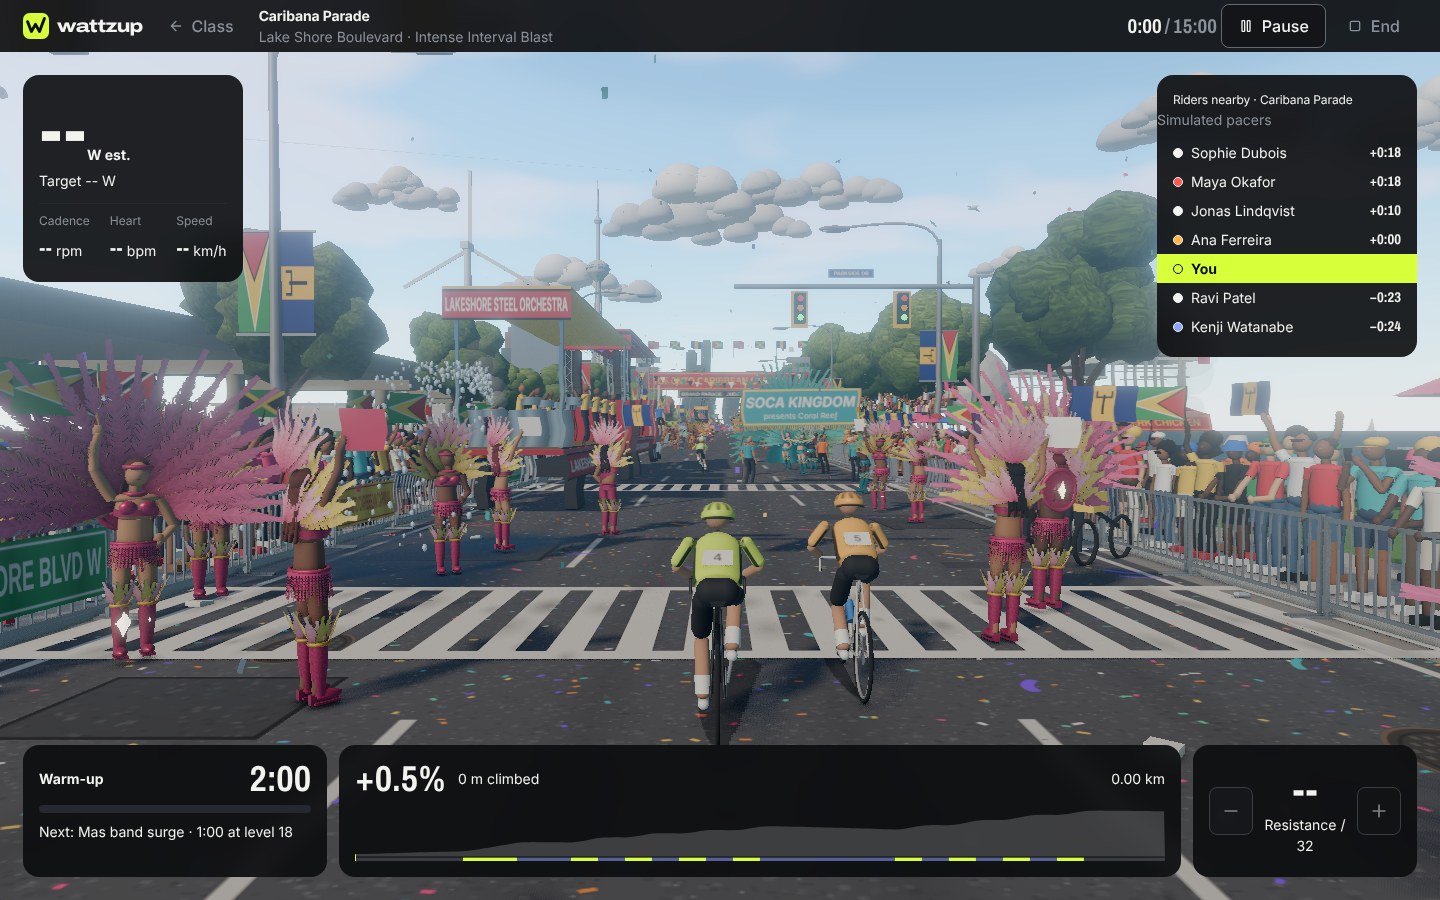 wattzup
Class
Caribana Parade
Lake Shore Boulevard · Intense Interval Blast
0:00 / 15:00
Pause
End
-- W est.
Target -- W
Cadence Heart Speed
-- rpm -- bpm -- km/h
Riders nearby · Caribana Parade
Simulated pacers
Sophie Dubois +0:18
Maya Okafor +0:18
Jonas Lindqvist +0:10
Ana Ferreira +0:00
You
Ravi Patel −0:23
Kenji Watanabe −0:24
LAKESHORE STEEL ORCHESTRA
SOCA KINGDOM
presents Coral Reef
ORE BLVD W
4
5
Warm-up 2:00
Next: Mas band surge · 1:00 at level 18
+0.5% 0 m climbed 0.00 km
--
Resistance /
32